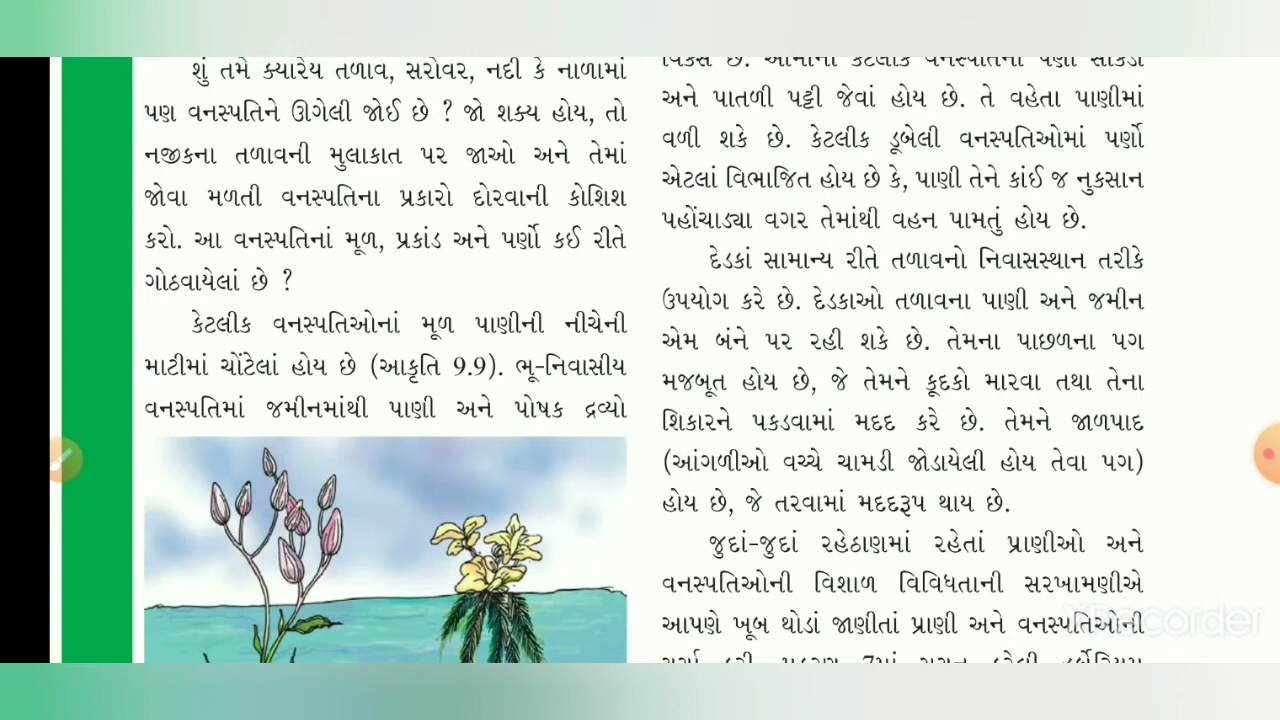 શું તમે ક્યારેય તળાવ, સરોવર, નદી કે નાળામાં
પણ વનસ્પતિને ઊગેલી જોઈ છે ? જો શક્ય હોય, તો
નજીકના તળાવની મુલાકાત પર જાઓ અને તેમાં
જોવા મળતી વનસ્પતિના પ્રકારો દોરવાની કોશિશ
કરો. આ વનસ્પતિનાં મૂળ, પ્રકાંડ અને પર્ણો કઈ રીતે
ગોઠવાયેલાં છે ?
કેટલીક વનસ્પતિઓનાં મૂળ પાણીની નીચેની
માટીમાં ચોંટેલાં હોય છે (આકૃતિ 9.9). ભૂ-નિવાસીય
વનસ્પતિમાં જમીનમાંથી પાણી અને પોષક દ્રવ્યો
અને પાતળી પટ્ટી જેવાં હોય છે. તે વહેતા પાણીમાં
વળી શકે છે. કેટલીક ડૂબેલી વનસ્પતિઓમાં પર્ણો
એટલાં વિભાજિત હોય છે કે, પાણી તેને કાંઈ જ નુકસાન
પહોંચાડ્યા વગર તેમાંથી વહન પામતું હોય છે.
દેડકાં સામાન્ય રીતે તળાવનો નિવાસસ્થાન તરીકે
ઉપયોગ કરે છે. દેડકાઓ તળાવના પાણી અને જમીન
એમ બંને પર રહી શકે છે. તેમના પાછળના પગ
મજબૂત હોય છે, જે તેમને કૂદકો મારવા તથા તેના
શિકારને પકડવામાં મદદ કરે છે. તેમને જાળપાદ
(આંગળીઓ વચ્ચે ચામડી જોડાયેલી હોય તેવા પગ)
હોય છે, જે તરવામાં મદદરૂપ થાય છે.
જુદાં-જુદાં રહેઠાણમાં રહેતાં પ્રાણીઓ અને
વનસ્પતિઓની વિશાળ વિવિધતાની સરખામણીએ
આપણે ખૂબ થોડાં જાણીતાં પ્રાણી અને વનસ્પતિઓની
XRecorder